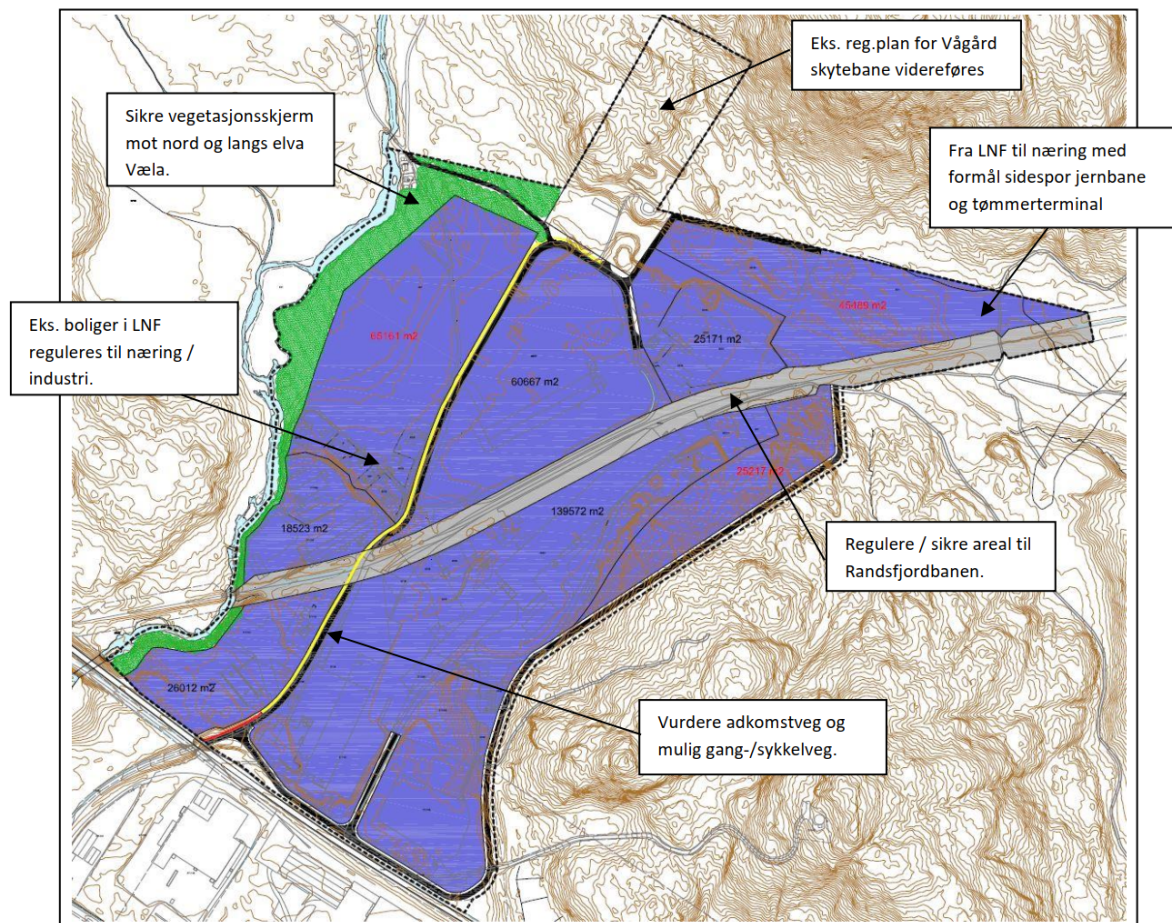 Eks. reg.plan for Vågård
skytebane videreføres
Sikre vegetasjonsskjerm
mot nord og langs elva
Væla.
Fra LNF til næring med
formål sidespor jernbane
og tømmerterminal
Eks. boliger i LNF
reguleres til næring /
industri.
65161 m2
45489 m2
25171 m2
60667 m2
25217 m2
139572 m2
18523 m2
Regulere / sikre areal til
Randsfjordbanen.
26012 m2
Vurdere adkomstveg og
mulig gang-/sykkelveg.